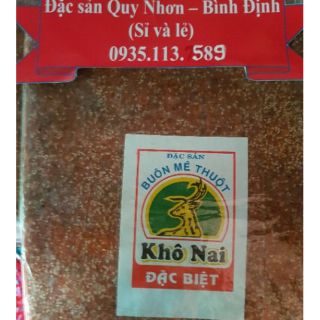 Đặc sản Quy Nhơn – Bình Định
(Sỉ và lẻ)
0935.113.589
ĐẶC SẢN
BUÔN MÊ THUỘT
Khô Nai
ĐẶC BIỆT